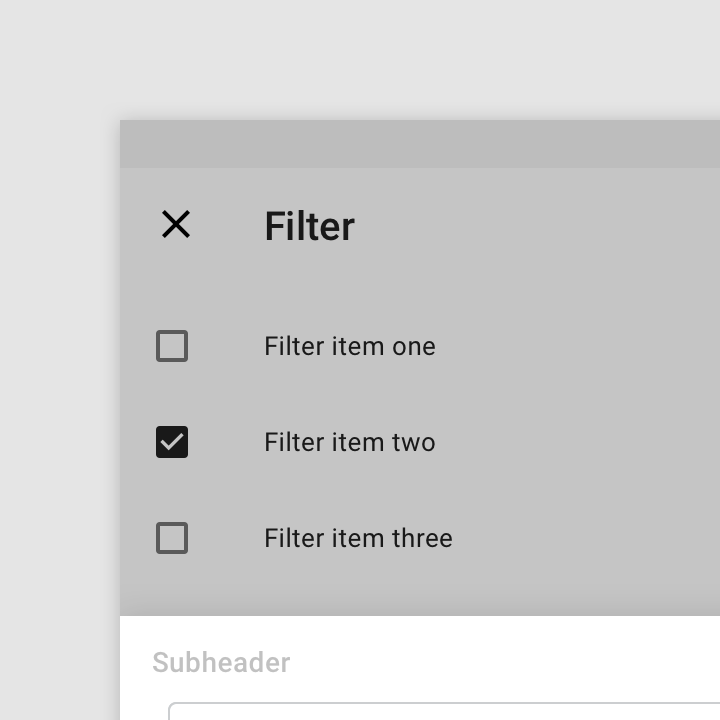 Filter
Filter item one
Filter item two
Filter item three
Subheader